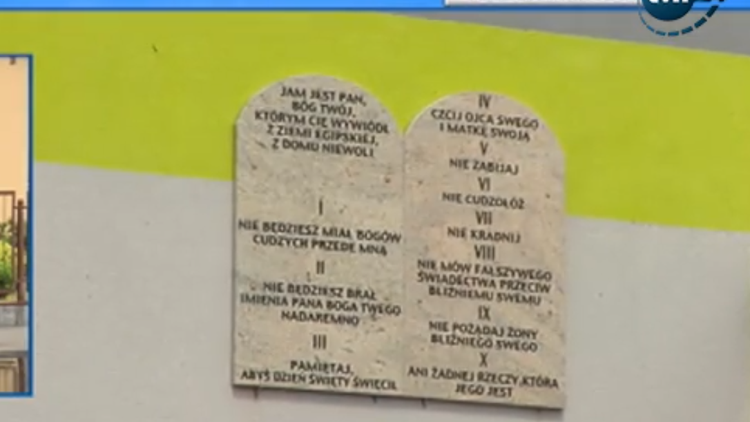 JAM JEST PAN,
BÓG TWÓJ,
KTÓRYM CIĘ WYWIÓDŁ
Z ZIEMI EGIPSKIEJ,
Z DOMU NIEWOLI
I
NIE BĘDZIESZ MIAŁ BOGÓW
CUDZYCH PRZEDE MNĄ
II
NIE BĘDZIESZ BRAŁ
IMIENIA PANA BOGA TWEGO
NADAREMNO
III
PAMIĘTAJ,
ABYŚ DZIEŃ ŚWIĘTY ŚWIĘCIŁ
IV
CZCIJ OJCA SWEGO
I MATKĘ SWOJĄ
V
NIE ZABIJAJ
VI
NIE CUDZOŁÓŻ
VII
NIE KRADNIJ
VIII
NIE MÓW FAŁSZYWEGO
ŚWIADECTWA PRZECIW
BLIŹNIEMU SWEMU
IX
NIE POŻĄDAJ ŻONY
BLIŹNIEGO SWEGO
X
ANI ŻADNEJ RZECZY, KTÓRA
JEGO JEST